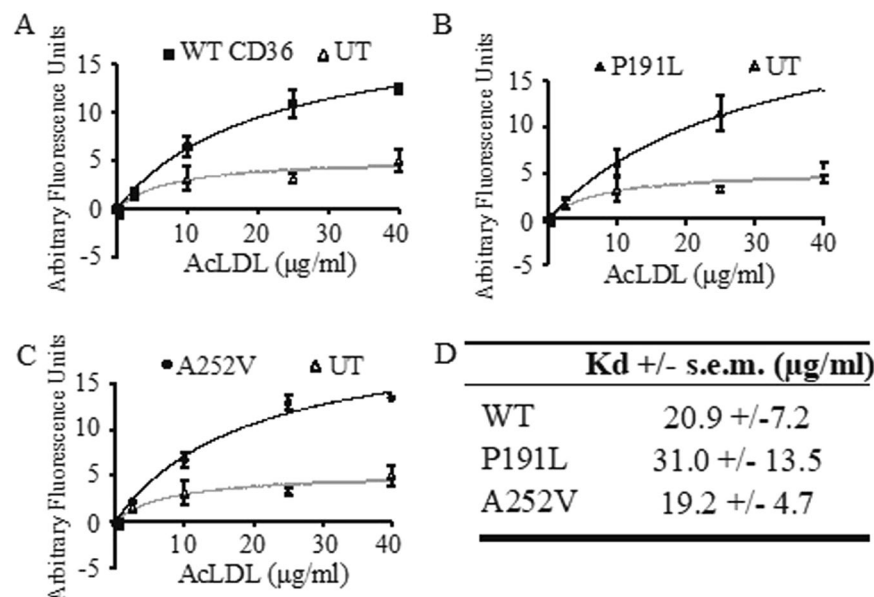 A
WT CD36 UT
Arbitrary Fluorescence Units
15
10
5
0
-5
10 20 30 40
AcLDL (µg/ml)
B
P191L UT
Arbitrary Fluorescence Units
15
10
5
0
-5
10 20 30 40
AcLDL (µg/ml)
C
A252V UT
Arbitrary Fluorescence Units
15
10
5
0
-5
10 20 30 40
AcLDL (µg/ml)
D
Kd +/- s.e.m. (µg/ml)
WT 20.9 +/-7.2
P191L 31.0 +/- 13.5
A252V 19.2 +/- 4.7